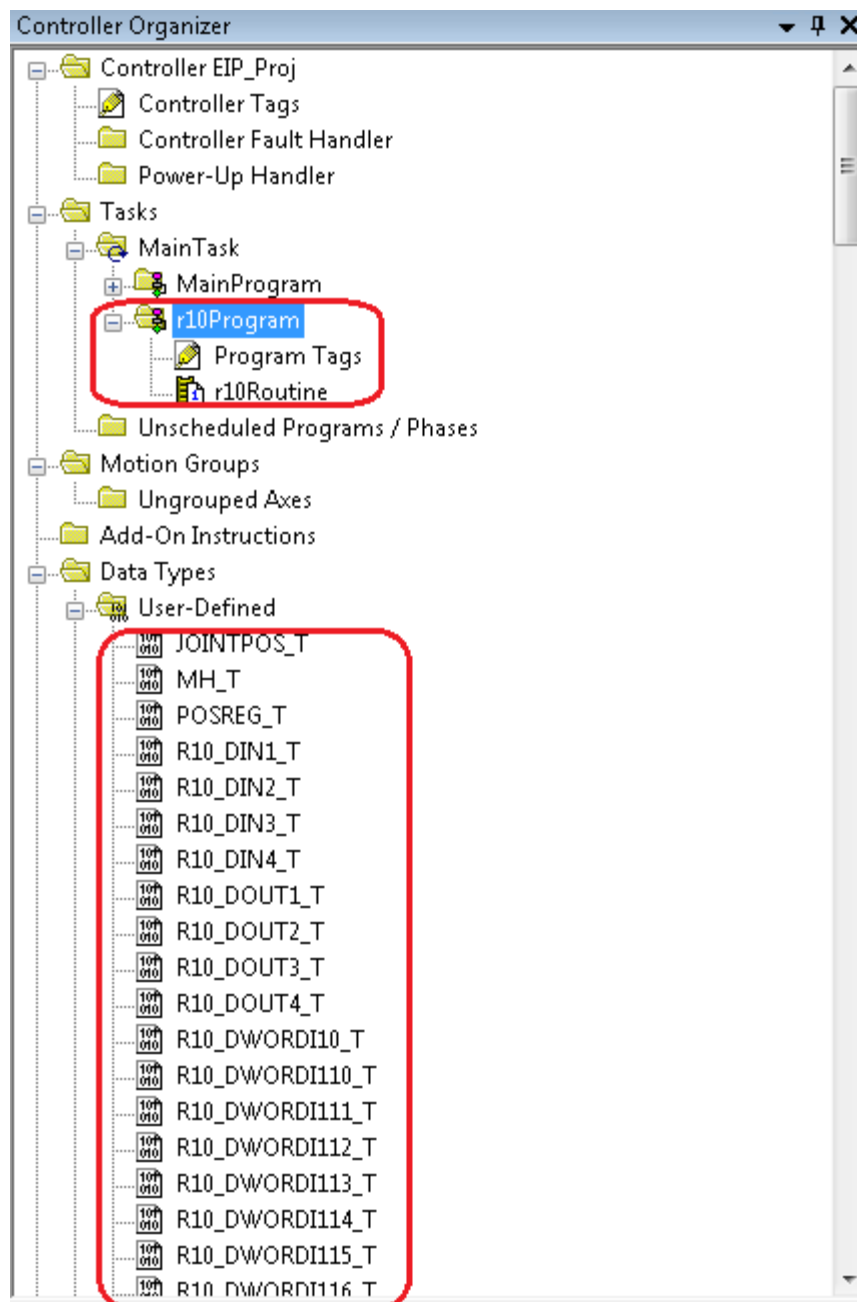 Controller Organizer
Controller EIP_Proj
Controller Tags
Controller Fault Handler
Power-Up Handler
Tasks
MainTask
MainProgram
r10Program
Program Tags
r10Routine
Unscheduled Programs / Phases
Motion Groups
Ungrouped Axes
Add-On Instructions
Data Types
User-Defined
JOINTPOS_T
MH_T
POSREG_T
R10_DIN1_T
R10_DIN2_T
R10_DIN3_T
R10_DIN4_T
R10_DOUT1_T
R10_DOUT2_T
R10_DOUT3_T
R10_DOUT4_T
R10_DWORDI10_T
R10_DWORDI110_T
R10_DWORDI111_T
R10_DWORDI112_T
R10_DWORDI113_T
R10_DWORDI114_T
R10_DWORDI115_T
R10_DWORDI116_T